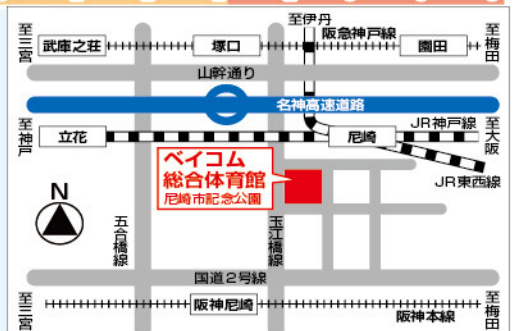 至伊丹
阪急神戸線
至三宮
武庫之荘
塚口
園田
至梅田
山幹通り
名神高速道路
至神戸
立花
尼崎
JR神戸線
至大阪
JR東西線
ベイコム
総合体育館
尼崎市記念公園
N
五合橋線
玉江橋線
国道2号線
至三宮
阪神尼崎
阪神本線
至梅田